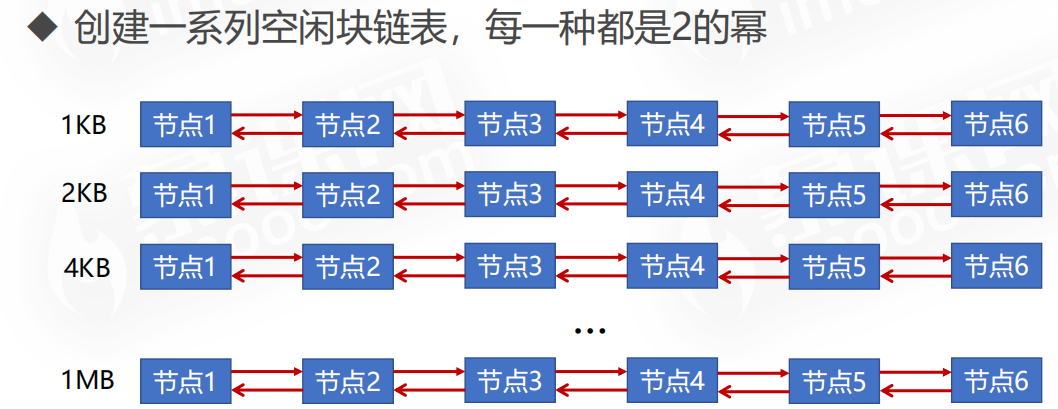 ◆ 创建一系列空闲块链表，每一种都是2的幂
1KB 节点1 节点2 节点3 节点4 节点5 节点6
2KB 节点1 节点2 节点3 节点4 节点5 节点6
4KB 节点1 节点2 节点3 节点4 节点5 节点6
...
1MB 节点1 节点2 节点3 节点4 节点5 节点6